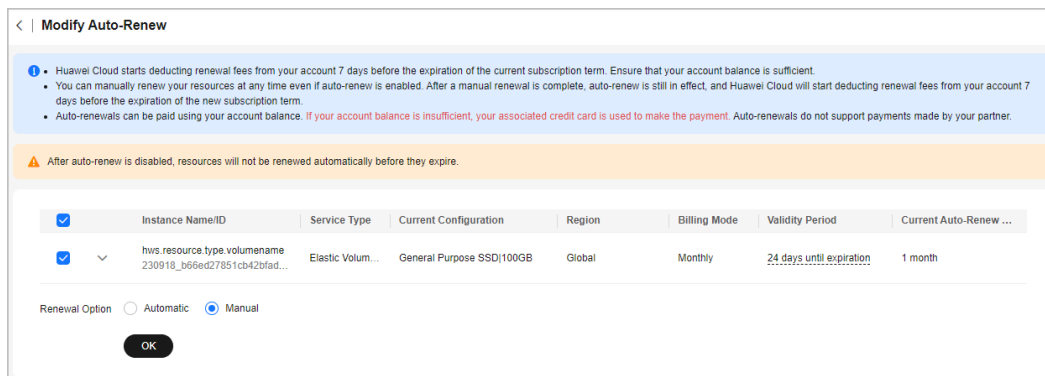 < | Modify Auto-Renew
• Huawei Cloud starts deducting renewal fees from your account 7 days before the expiration of the current subscription term. Ensure that your account balance is sufficient.
• You can manually renew your resources at any time even if auto-renew is enabled. After a manual renewal is complete, auto-renew is still in effect, and Huawei Cloud will start deducting renewal fees from your account 7
days before the expiration of the new subscription term.
• Auto-renewals can be paid using your account balance. If your account balance is insufficient, your associated credit card is used to make the payment. Auto-renewals do not support payments made by your partner.
After auto-renew is disabled, resources will not be renewed automatically before they expire.
Instance Name/ID Service Type Current Configuration Region Billing Mode Validity Period Current Auto-Renew ...
hws.resource.type.volumename
230918_b66ed27851cb42bfad... Elastic Volum... General Purpose SSD|100GB Global Monthly 24 days until expiration 1 month
Renewal Option Automatic Manual
OK